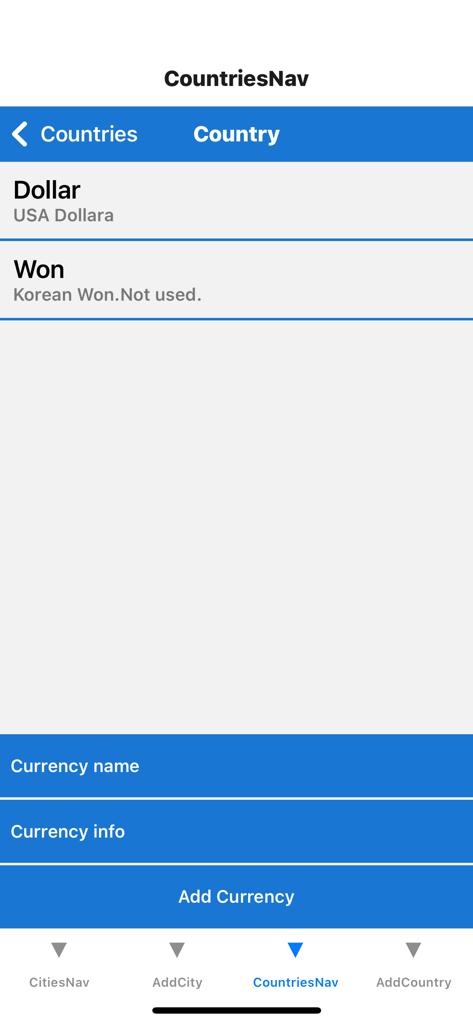 CountriesNav
Countries
Country
Dollar
USA Dollara
Won
Korean Won.Not used.
Currency name
Currency info
Add Currency
CitiesNav
AddCity
CountriesNav
AddCountry